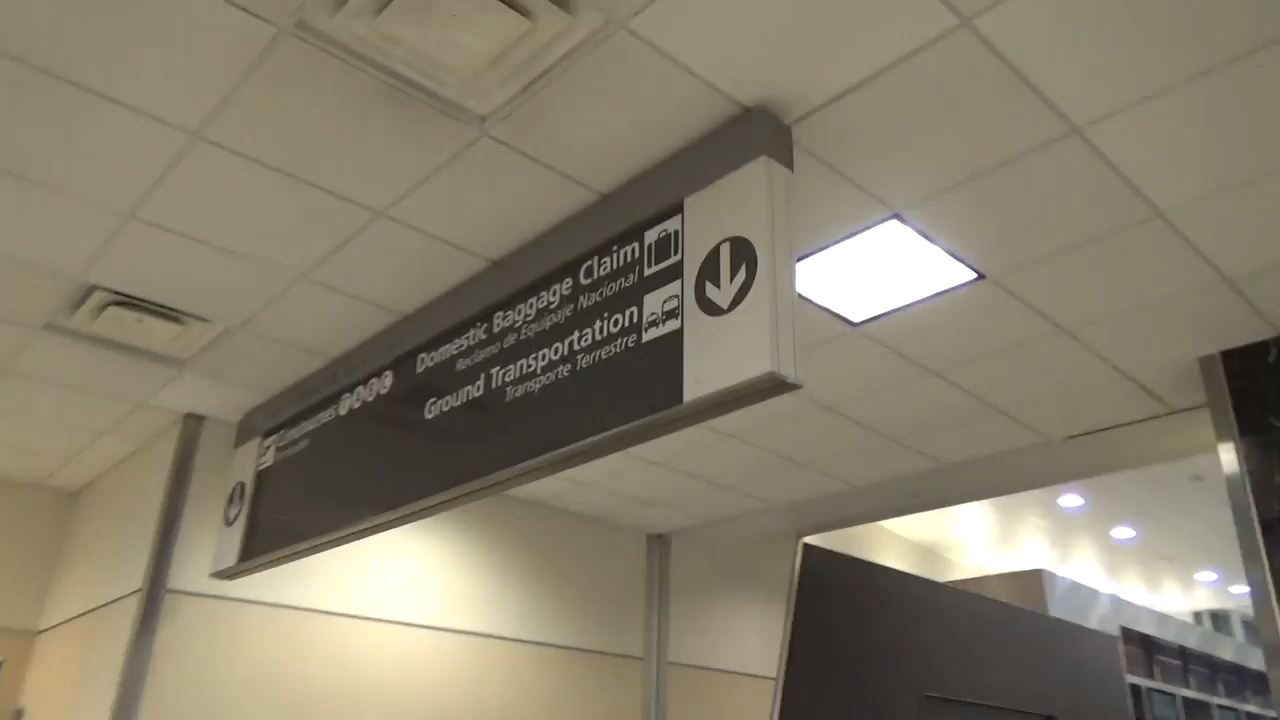 Domestic Baggage Claim
Reclamo de Equipaje Nacional
Ground Transportation
Transporte Terrestre